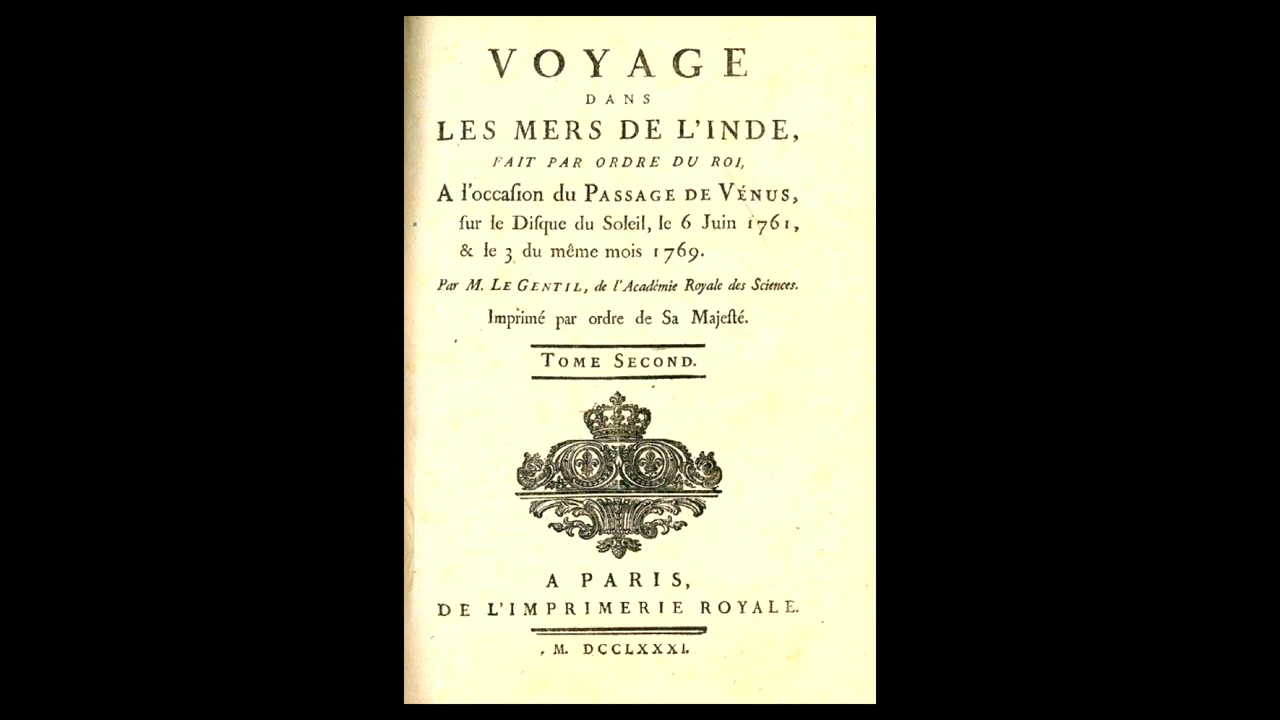 VOYAGE
DANS
LES MERS DE L'INDE,
FAIT PAR ORDRE DU ROI,
A l'occaſion du PASSAGE DE VÉNUS,
ſur le Diſque du Soleil, le 6 Juin 1761,
& le 3 du même mois 1769.
Par M. LE GENTIL, de l'Académie Royale des Sciences.
Imprimé par ordre de Sa Majeſté.
TOME SECOND.
A PARIS,
DE L'IMPRIMERIE ROYALE.
M. DCCLXXXI.